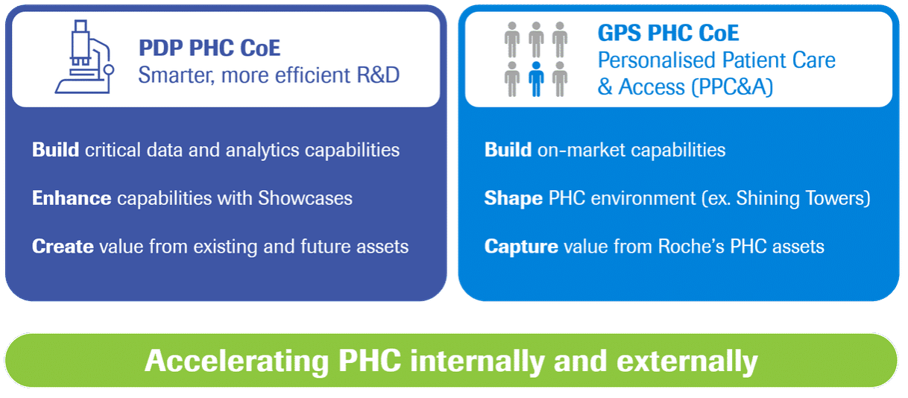 PDP PHC CoE
Smarter, more efficient R&D
Build critical data and analytics capabilities
Enhance capabilities with Showcases
Create value from existing and future assets
GPS PHC CoE
Personalised Patient Care
& Access (PPC&A)
Build on-market capabilities
Shape PHC environment (ex. Shining Towers)
Capture value from Roche's PHC assets
Accelerating PHC internally and externally